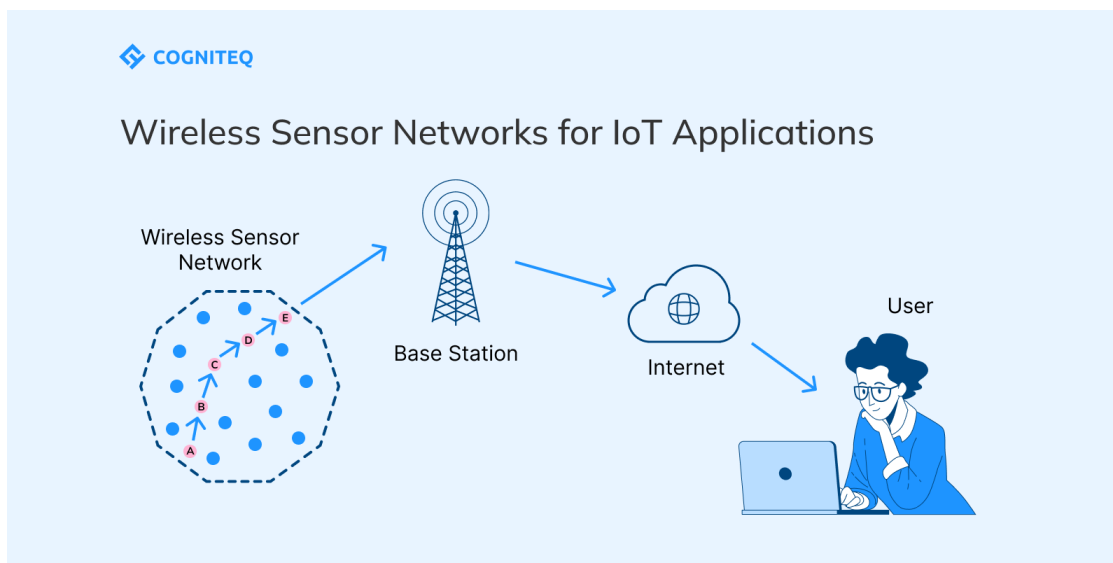 COGNITEQ
Wireless Sensor Networks for IoT Applications
Wireless Sensor
Network
Base Station
Internet
User
E
D
C
B
A